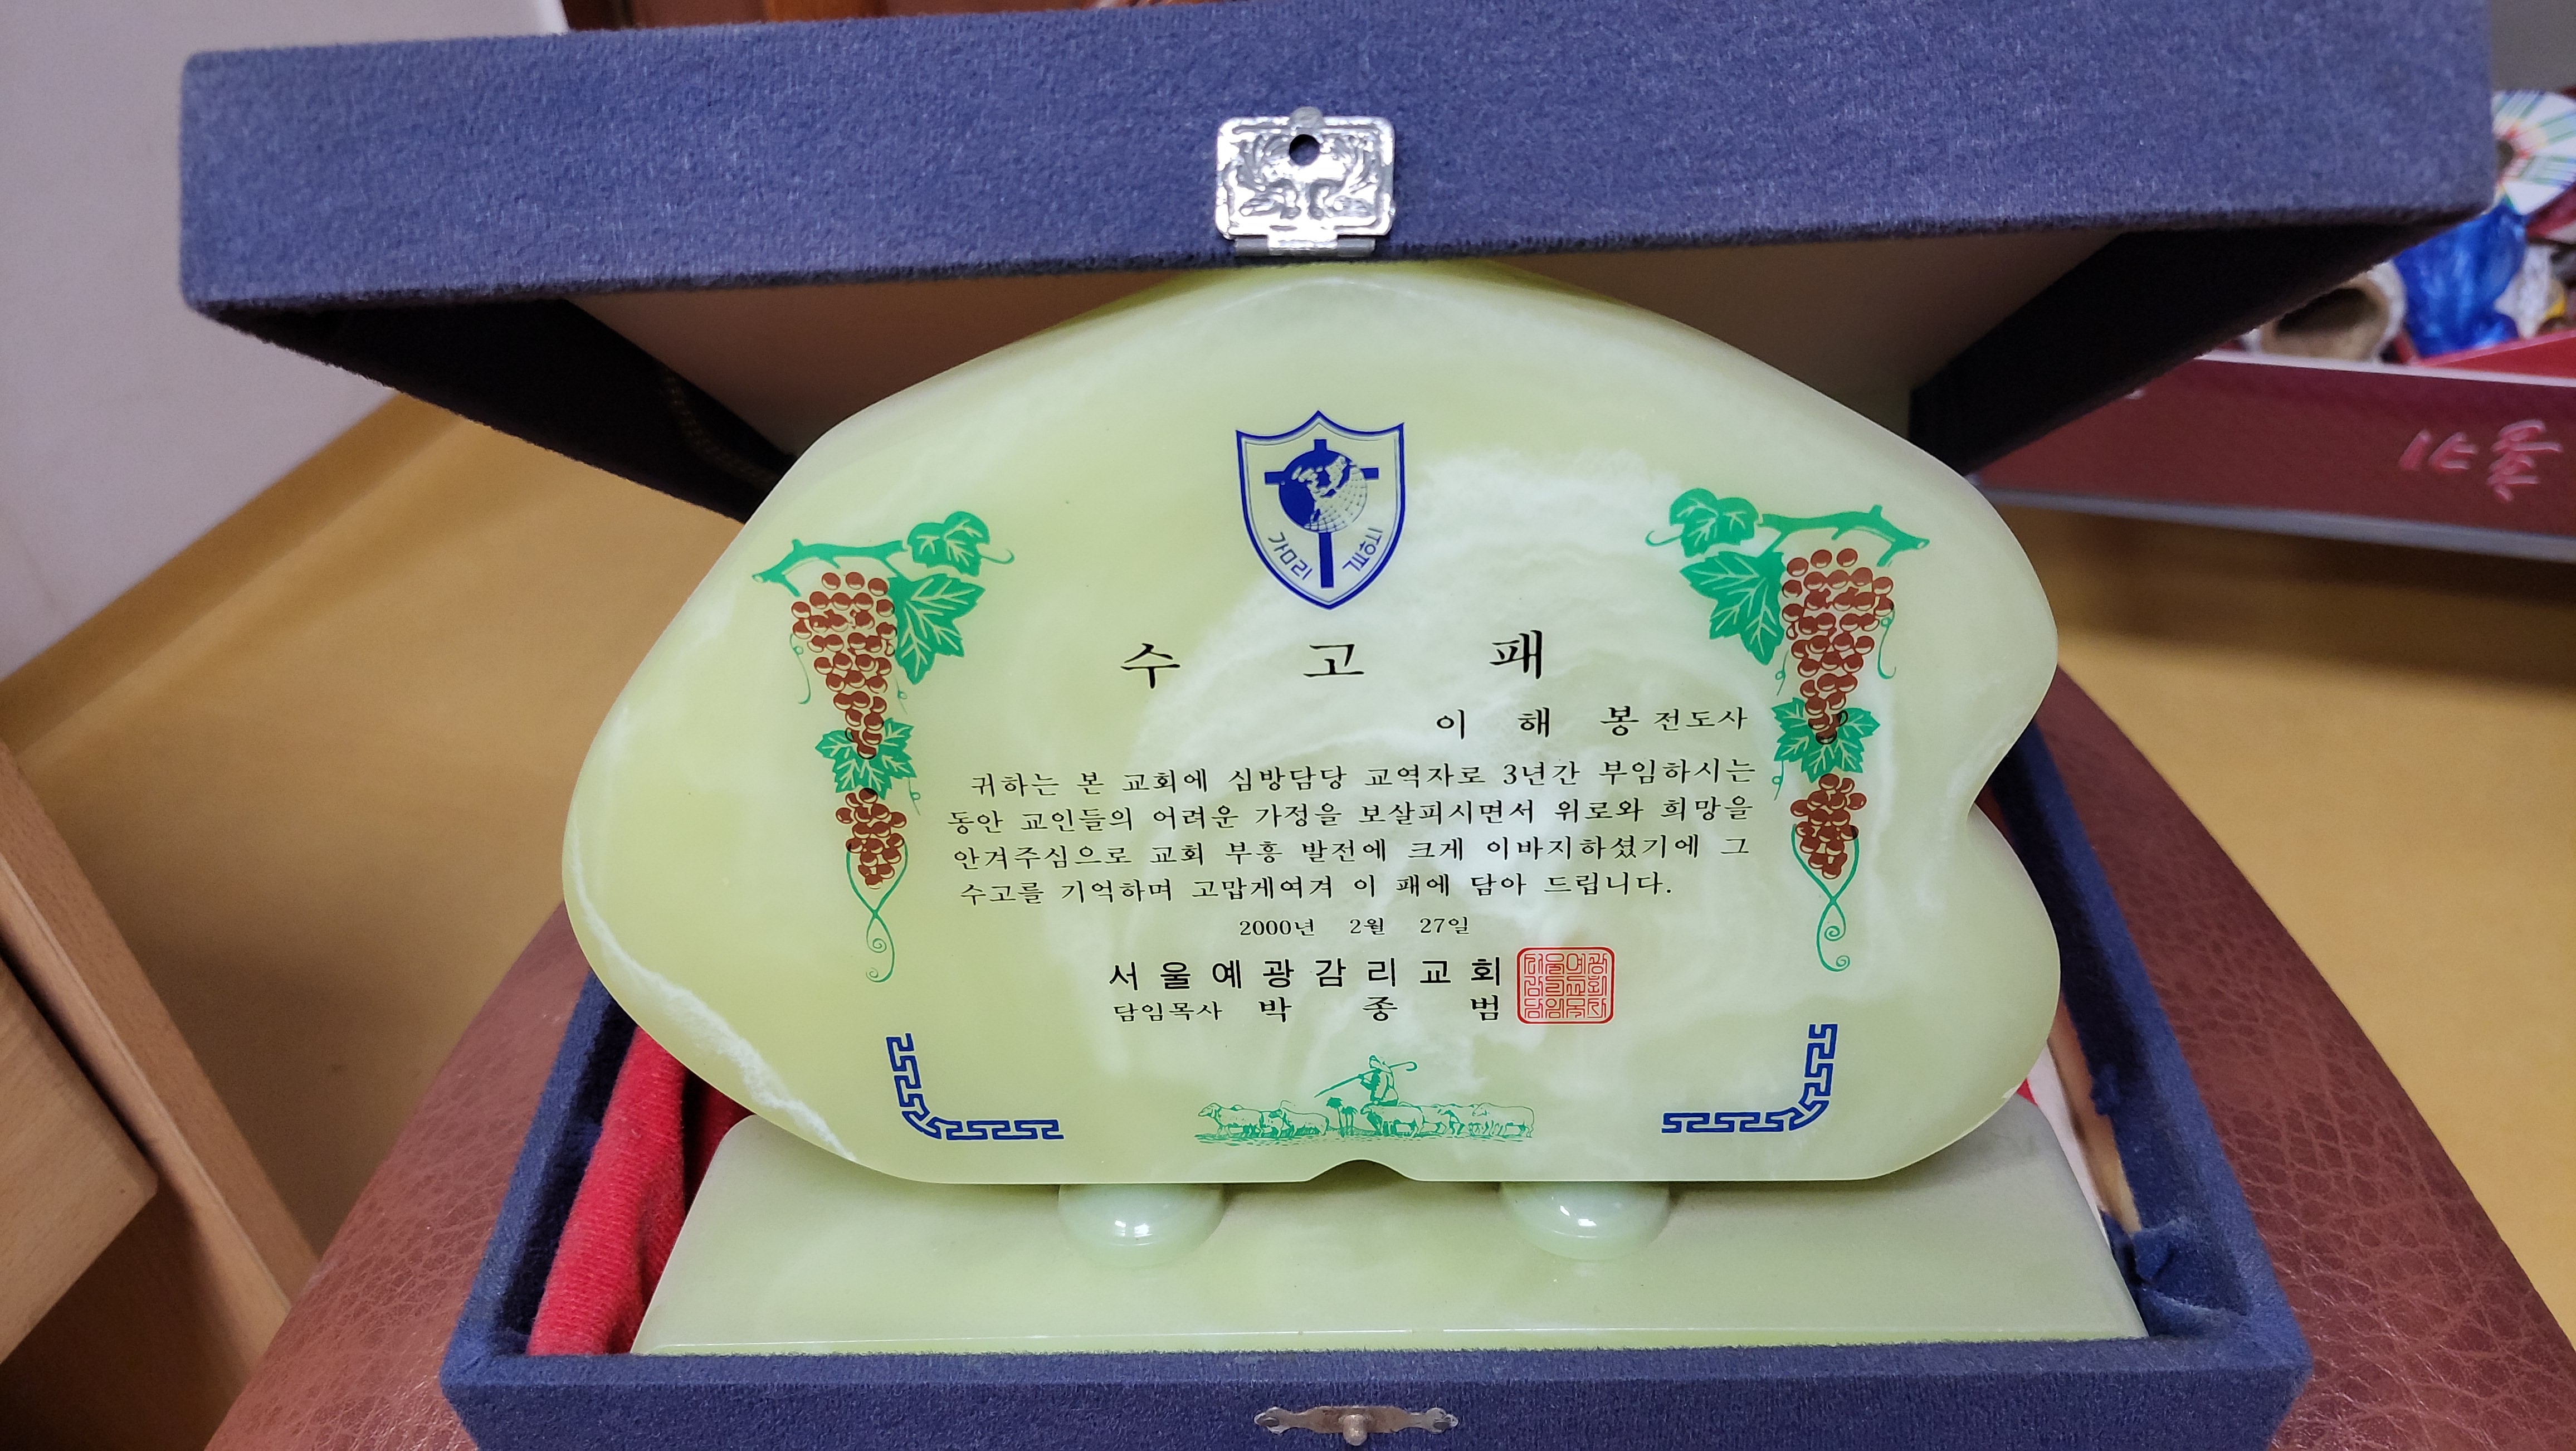 감리 교회
수 고 패
이 해 봉 전도사
귀하는 본 교회에 심방담당 교역자로 3년간 부임하시는
동안 교인들의 어려운 가정을 보살피시면서 위로와 희망을
안겨주심으로 교회 부흥 발전에 크게 이바지하셨기에 그
수고를 기억하며 고맙게여겨 이 패에 담아 드립니다.
2000년 2월 27일
서울예광감리교회
담임목사 박 종 범